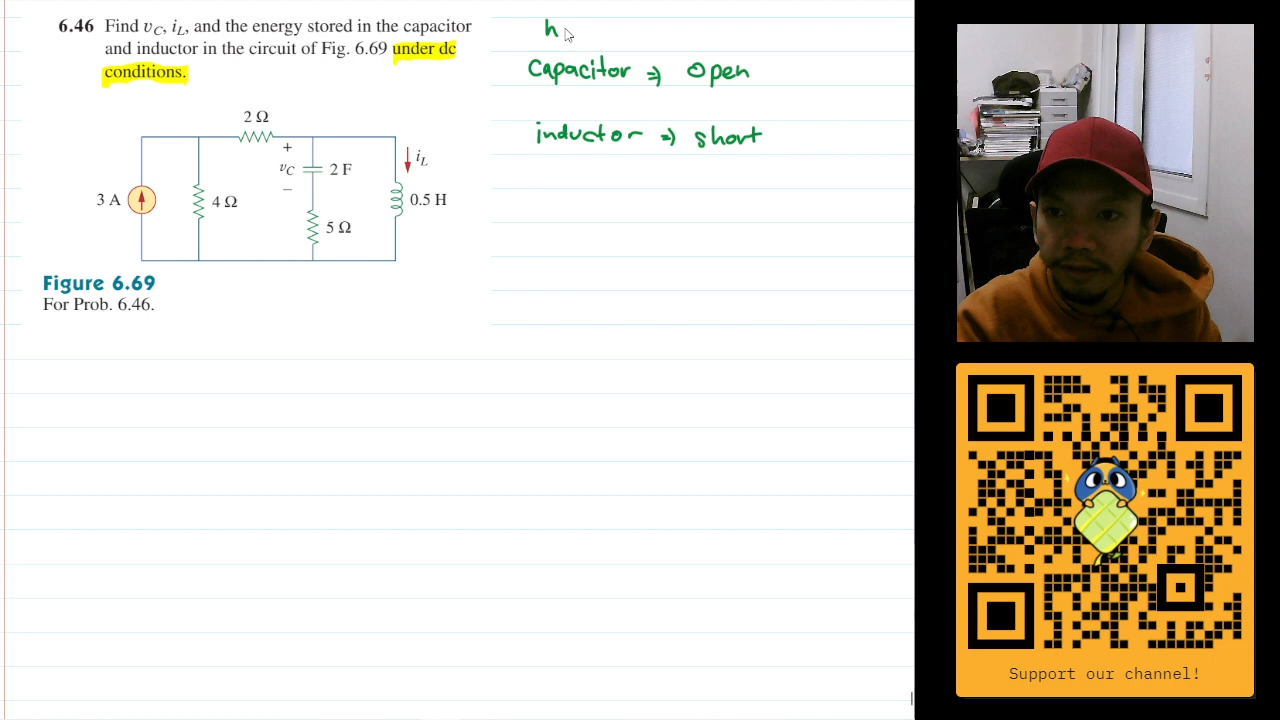 6.46 Find vC, iL, and the energy stored in the capacitor
and inductor in the circuit of Fig. 6.69 under dc
conditions.
2 Ω
+
vC
−
2 F
iL
3 A
4 Ω
0.5 H
5 Ω
Figure 6.69
For Prob. 6.46.
h
Capacitor ⇒ Open
inductor ⇒ short
Support our channel!